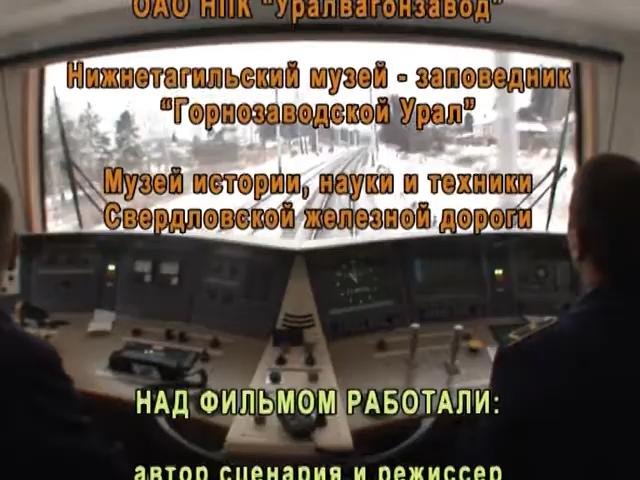 ОАО НПК "Уралвагонзавод"
Нижнетагильский музей - заповедник
"Горнозаводской Урал"
Музей истории, науки и техники
Свердловской железной дороги
НАД ФИЛЬМОМ РАБОТАЛИ:
автор сценария и режиссер